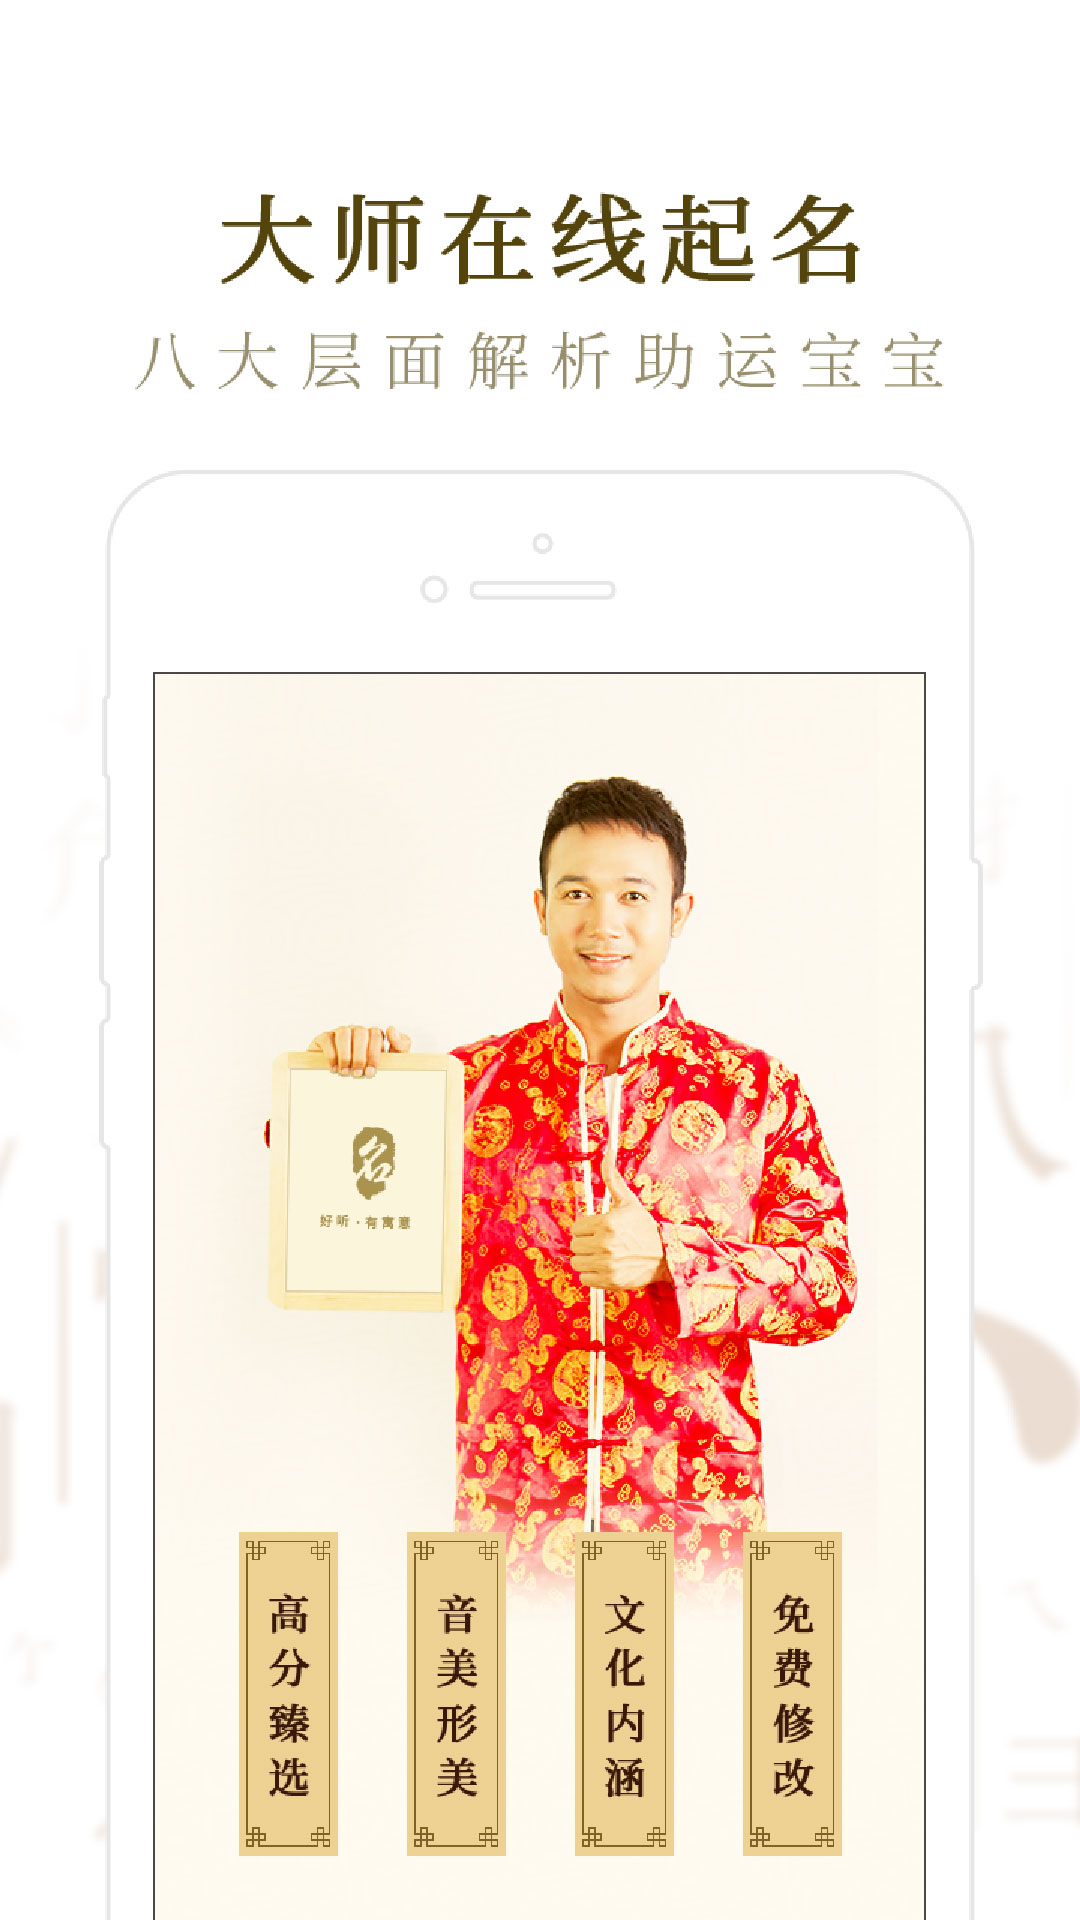 大师在线起名
八大层面解析助运宝宝
名
好听·有寓意
高分臻选
音美形美
文化内涵
免费修改